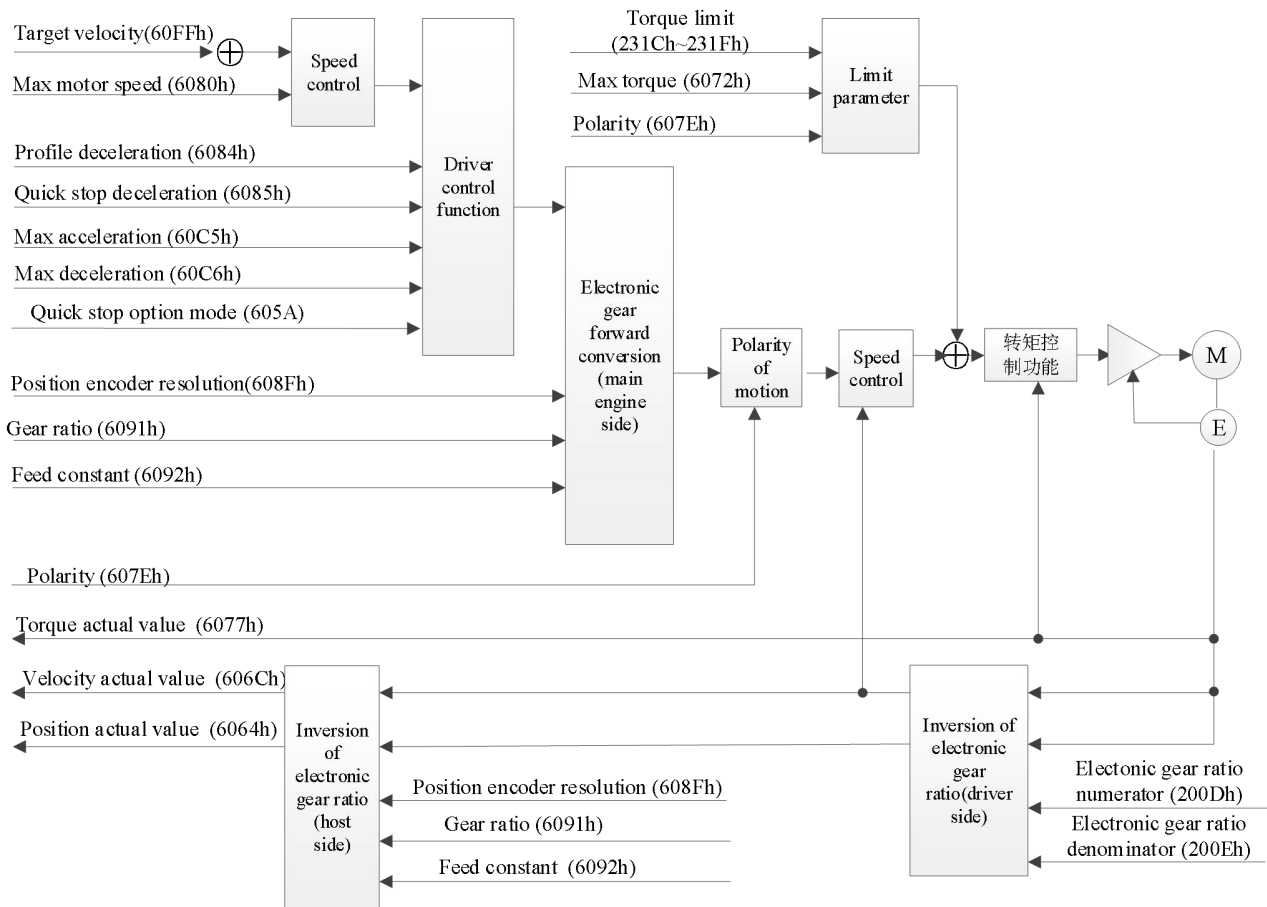 Target velocity(60FFh)
Max motor speed (6080h)
Speed
control
Profile deceleration (6084h)
Quick stop deceleration (6085h)
Max acceleration (60C5h)
Max deceleration (60C6h)
Quick stop option mode (605A)
Driver
control
function
Torque limit
(231Ch~231Fh)
Max torque (6072h)
Polarity (607Eh)
Limit
parameter
Position encoder resolution(608Fh)
Gear ratio (6091h)
Feed constant (6092h)
Electronic
gear
forward
conversion
(main
engine
side)
Polarity
of
motion
Speed
control
转矩控
制功能
M
E
Polarity (607Eh)
Torque actual value (6077h)
Velocity actual value (606Ch)
Position actual value (6064h)
Inversion
of
electronic
gear ratio
(host
side)
Position encoder resolution (608Fh)
Gear ratio (6091h)
Feed constant (6092h)
Inversion of
electronic
gear
ratio(driver
side)
Electonic gear ratio
numerator (200Dh)
Electronic gear ratio
denominator (200Eh)